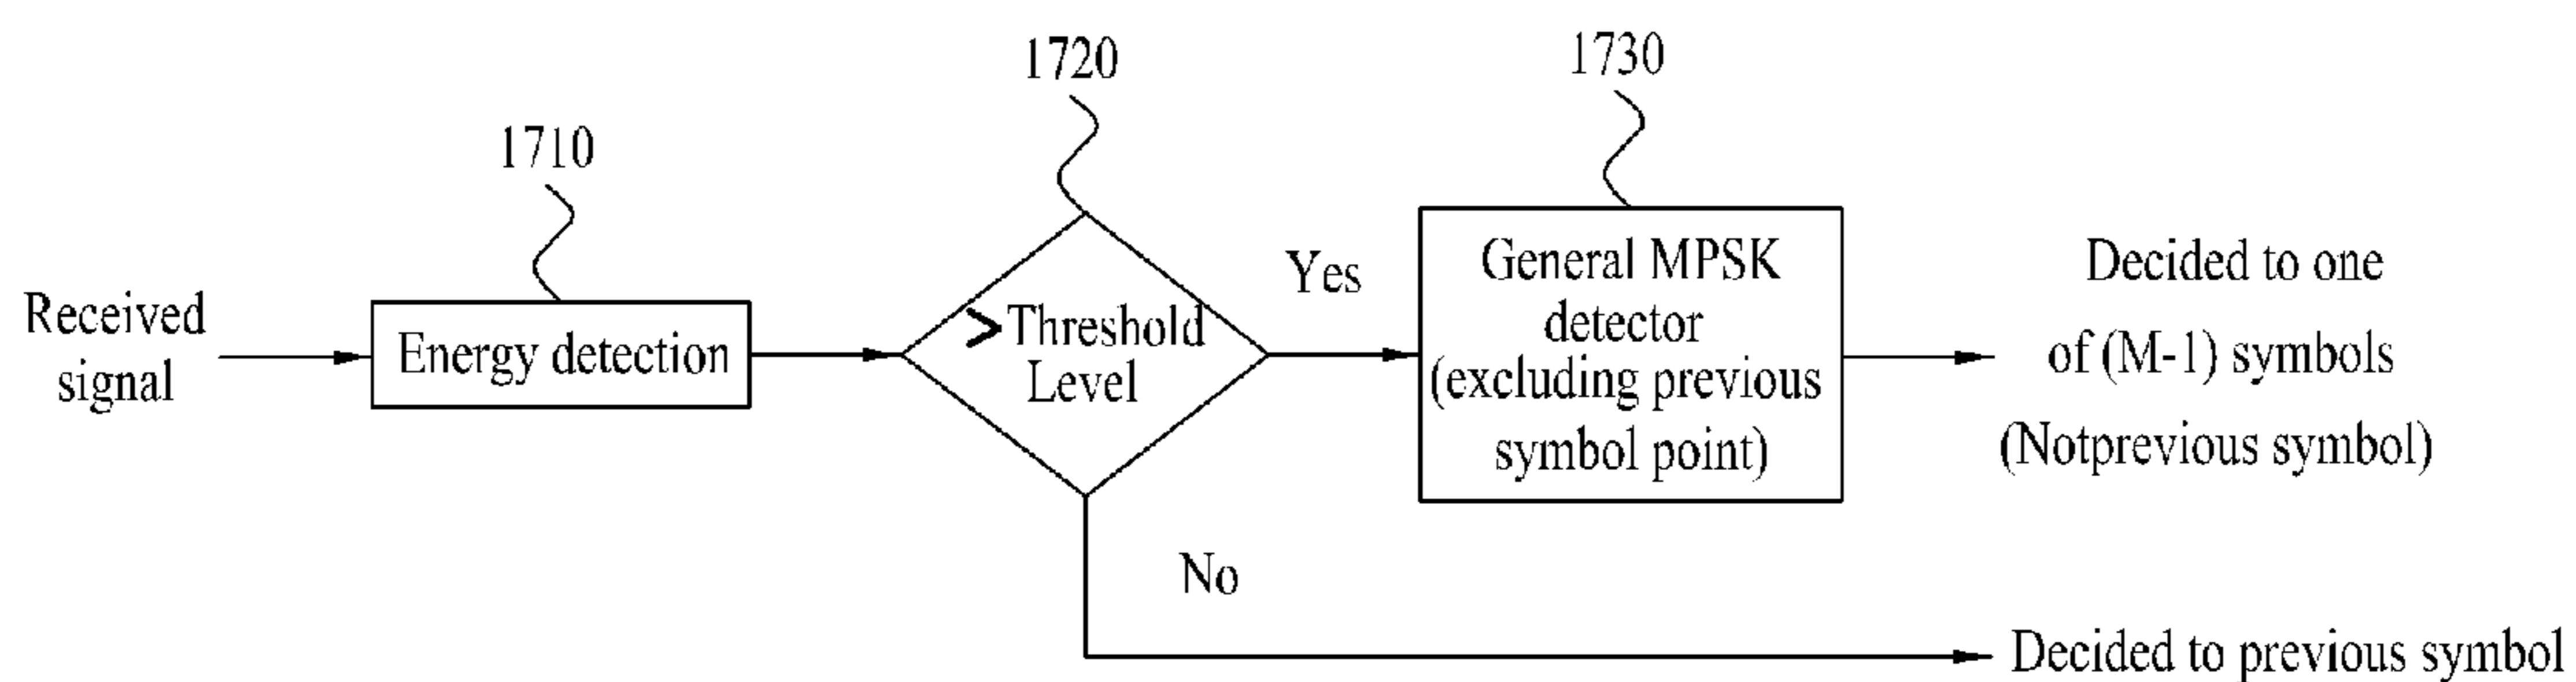 1710
1720
1730
Received
signal
Energy detection
>Threshold
Level
Yes
No
General MPSK
detector
(excluding previous
symbol point)
Decided to one
of (M-1) symbols
(Notprevious symbol)
Decided to previous symbol